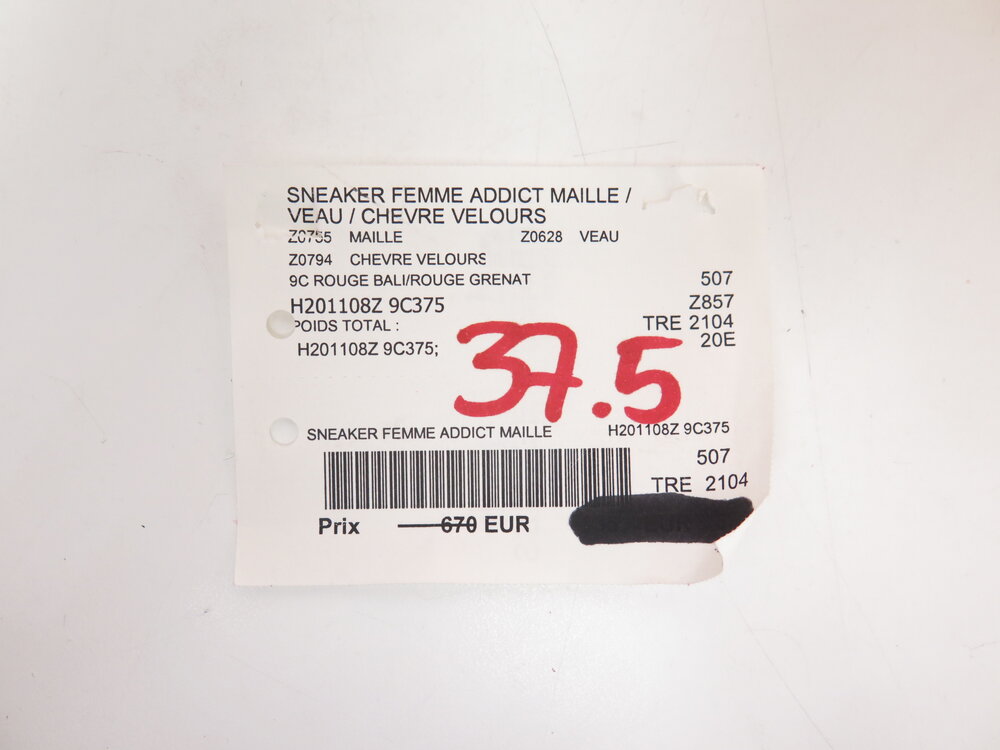 SNEAKER FEMME ADDICT MAILLE /
VEAU / CHEVRE VELOURS
Z0755 MAILLE Z0628 VEAU
Z0794 CHEVRE VELOURS
9C ROUGE BALI/ROUGE GRENAT 507
H201108Z 9C375 Z857
POIDS TOTAL : TRE 2104
H201108Z 9C375; 20E
37.5
SNEAKER FEMME ADDICT MAILLE H201108Z 9C375
507
TRE 2104
Prix 670 EUR